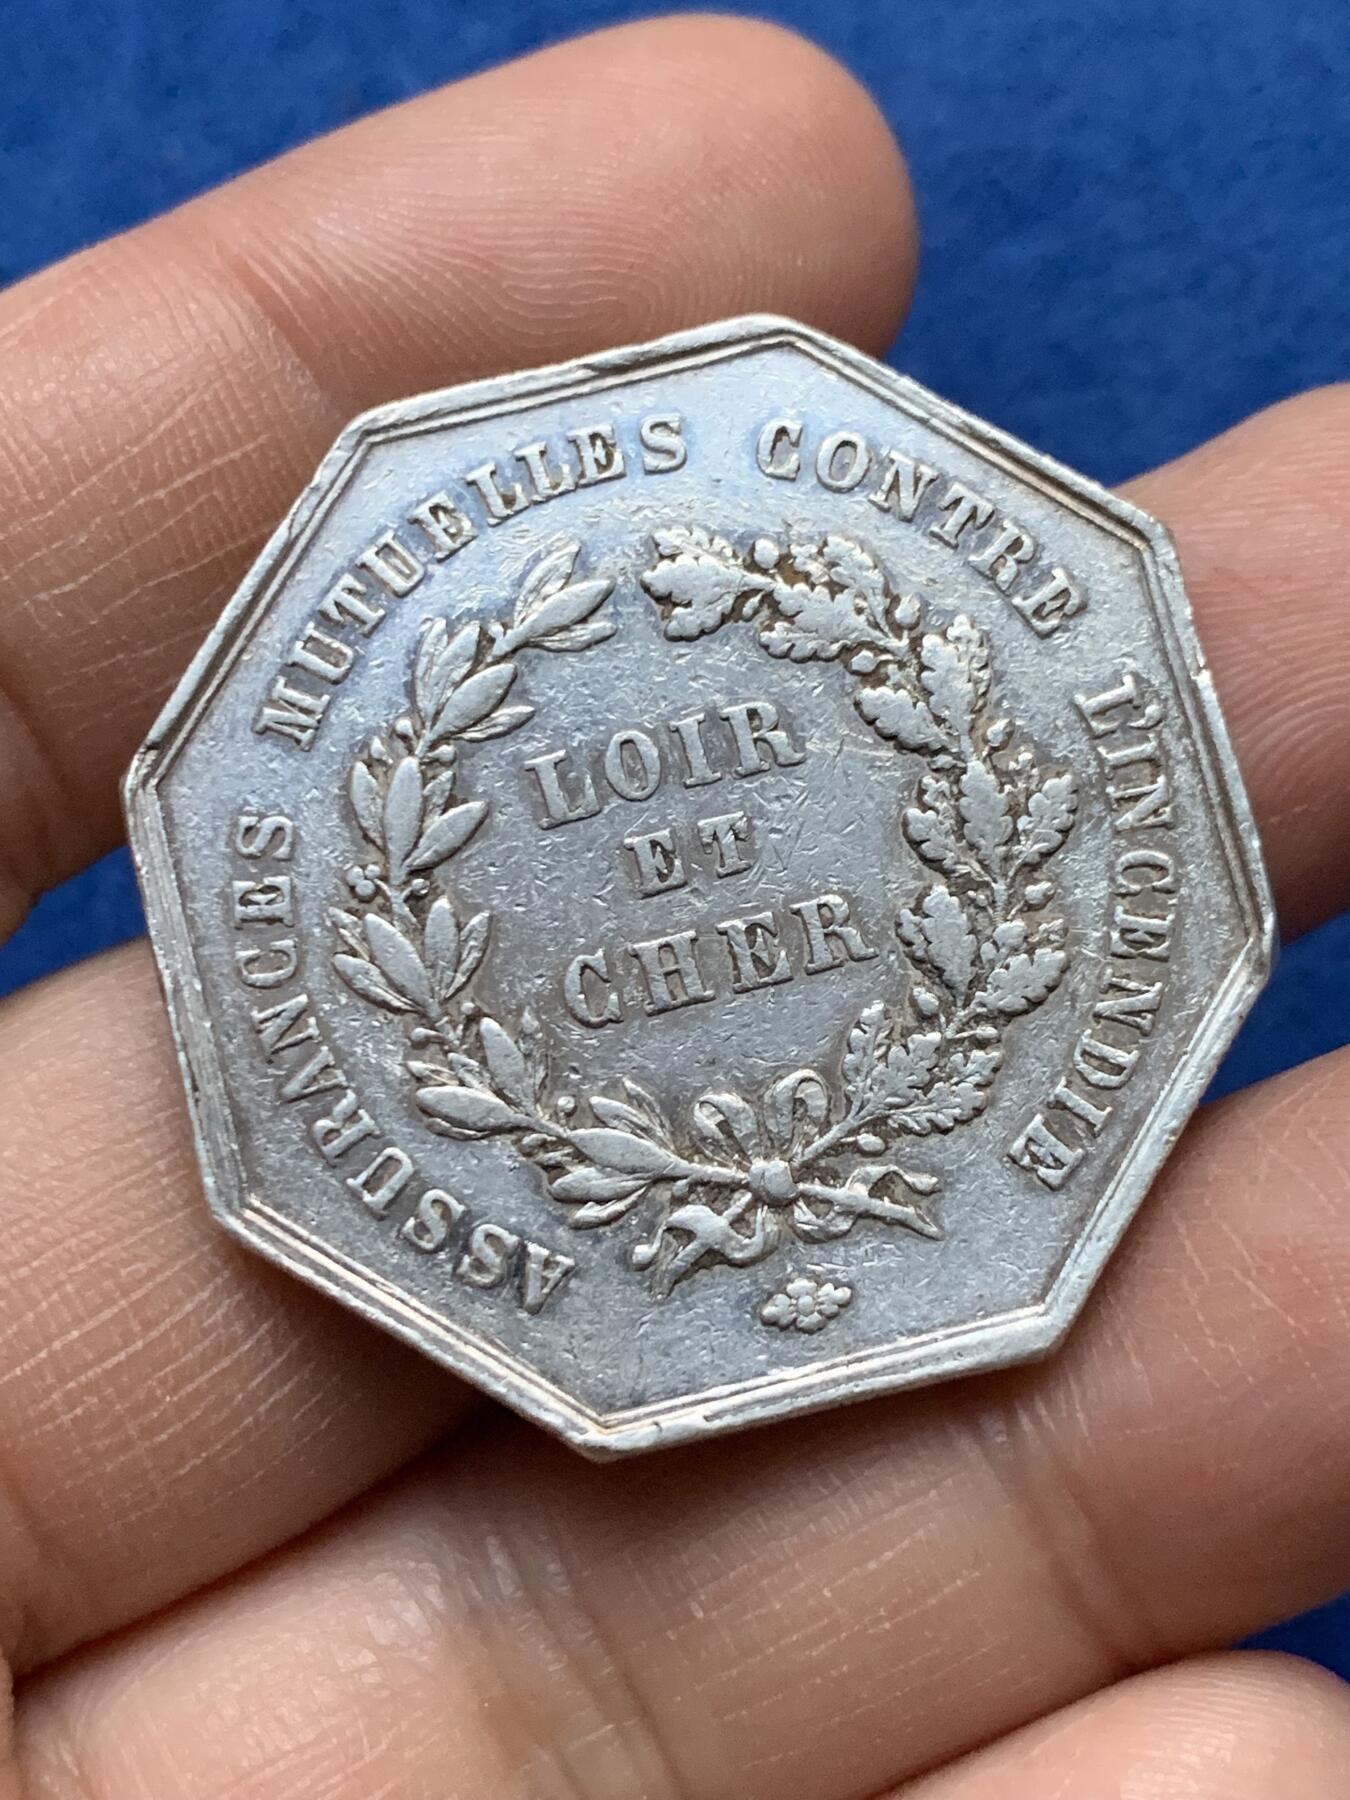 ASSURANCES MUTUELLES CONTRE L'INCENDIE
LOIR
ET
CHER